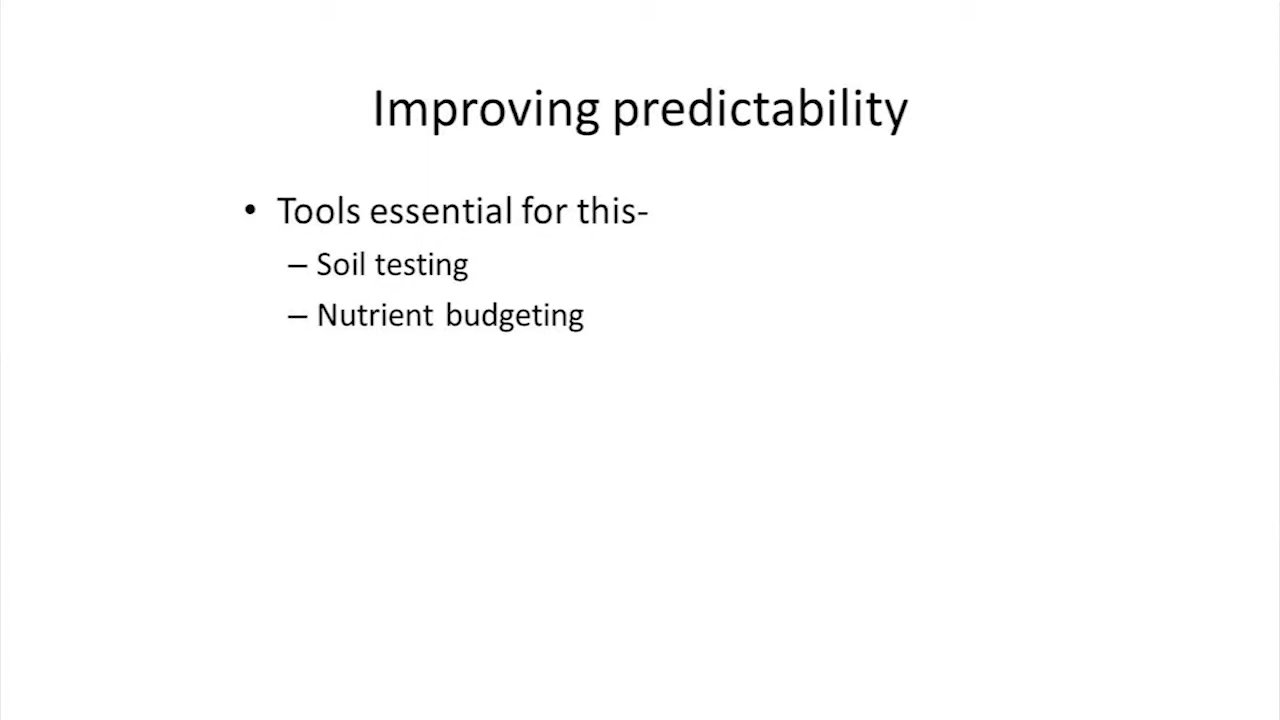 Improving predictability
• Tools essential for this-
– Soil testing
– Nutrient budgeting